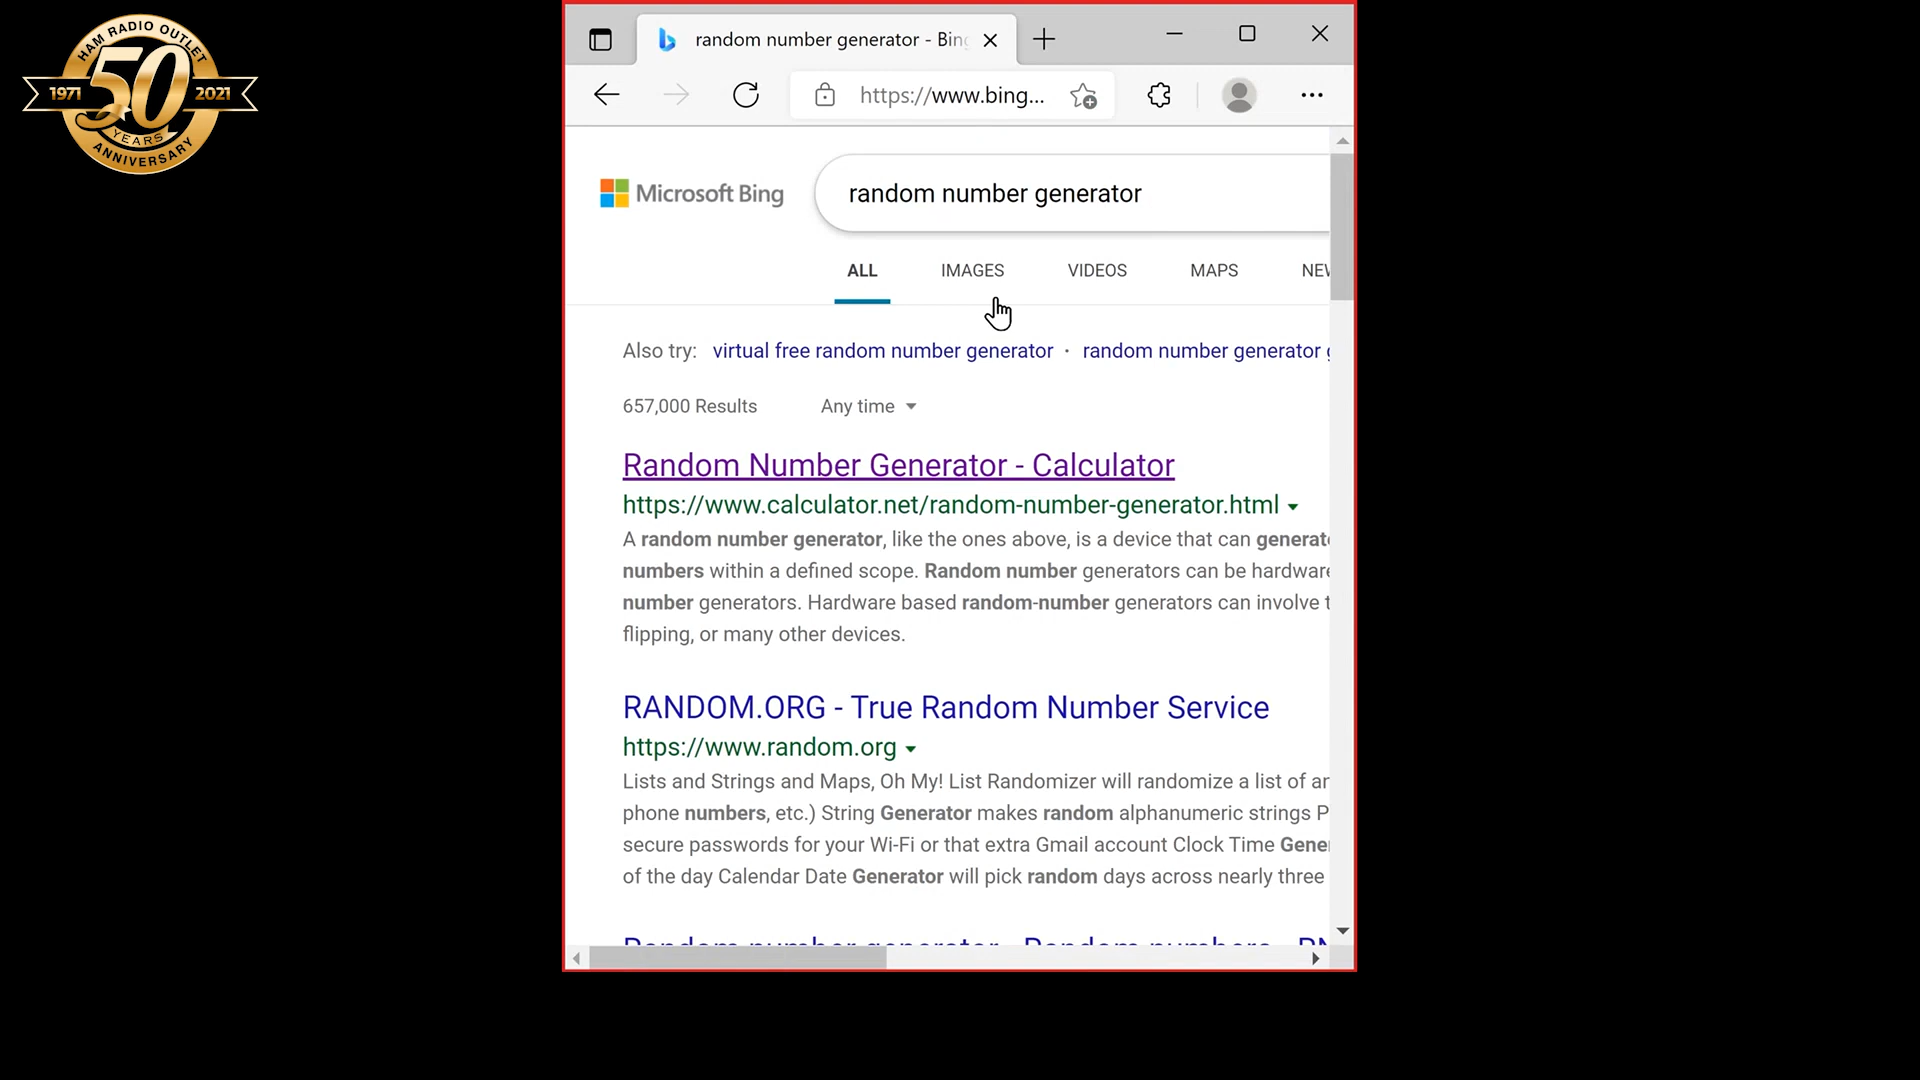 HAM RADIO OUTLET
1971 50 2021
YEARS
ANNIVERSARY
random number generator - Bing
https://www.bing...
Microsoft Bing
random number generator
ALL IMAGES VIDEOS MAPS
Also try: virtual free random number generator · random number generator
657,000 Results Any time
Random Number Generator - Calculator
https://www.calculator.net/random-number-generator.html
A random number generator, like the ones above, is a device that can
numbers within a defined scope. Random number generators can be hardware
number generators. Hardware based random-number generators can involve
flipping, or many other devices.
RANDOM.ORG - True Random Number Service
https://www.random.org
Lists and Strings and Maps, Oh My! List Randomizer will randomize a list of
phone numbers, etc.) String Generator makes random alphanumeric strings
secure passwords for your Wi-Fi or that extra Gmail account Clock Time
of the day Calendar Date Generator will pick random days across nearly three
Random number generator - Random numbers -